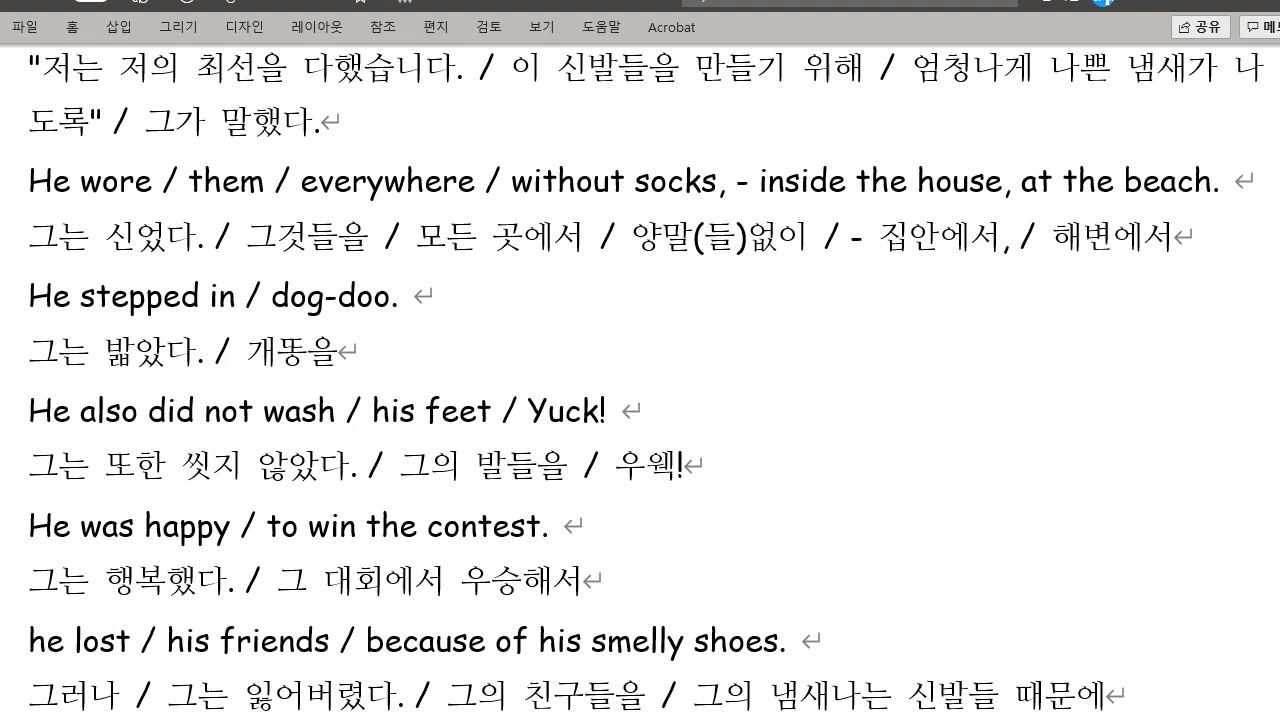 파일 홈 삽입 그리기 디자인 레이아웃 참조 편지 검토 보기 도움말 Acrobat 공유
"저는 저의 최선을 다했습니다. / 이 신발들을 만들기 위해 / 엄청나게 나쁜 냄새가 나
도록" / 그가 말했다.
He wore / them / everywhere / without socks, - inside the house, at the beach.
그는 신었다. / 그것들을 / 모든 곳에서 / 양말(들)없이 / - 집안에서, / 해변에서
He stepped in / dog-doo.
그는 밟았다. / 개똥을
He also did not wash / his feet / Yuck!
그는 또한 씻지 않았다. / 그의 발들을 / 우웩!
He was happy / to win the contest.
그는 행복했다. / 그 대회에서 우승해서
he lost / his friends / because of his smelly shoes.
그러나 / 그는 잃어버렸다. / 그의 친구들을 / 그의 냄새나는 신발들 때문에